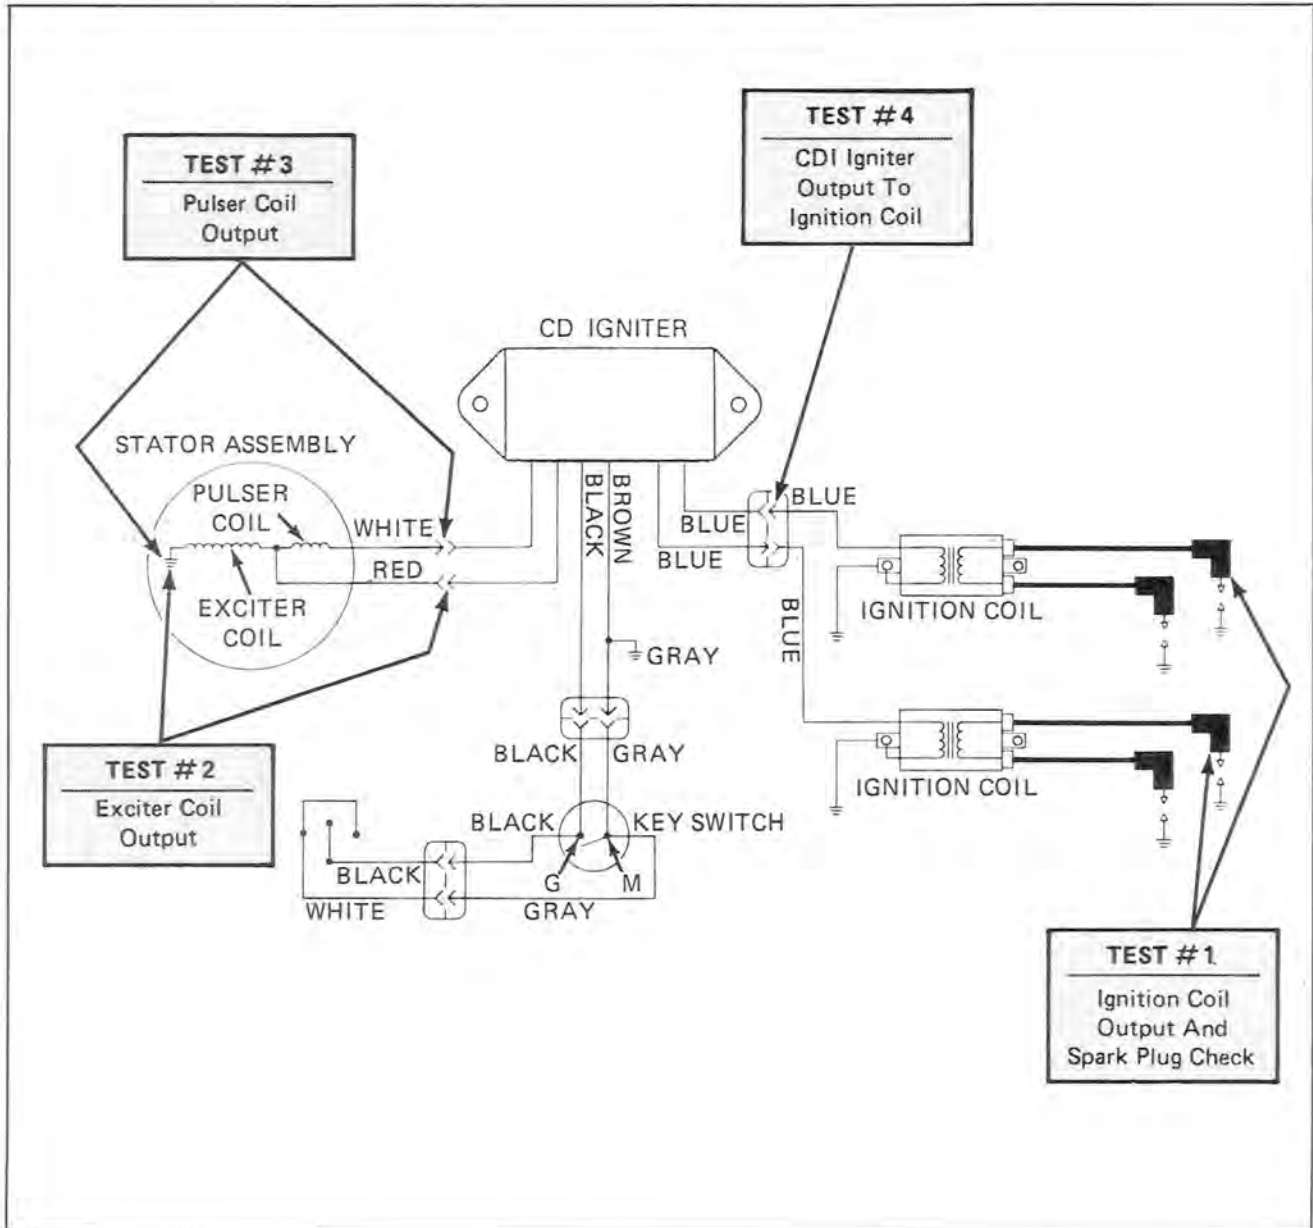 TEST #4
CDI Igniter
Output To
Ignition Coil
TEST #3
Pulser Coil
Output
CD IGNITER
STATOR ASSEMBLY
PULSER
COIL
WHITE
RED
EXCITER
COIL
BLACK
BROWN
BLUE
BLUE
BLUE
BLUE
IGNITION COIL
GRAY
BLACK
GRAY
IGNITION COIL
TEST #2
Exciter Coil
Output
BLACK
KEY SWITCH
G
M
BLACK
WHITE
GRAY
TEST #1.
Ignition Coil
Output And
Spark Plug Check